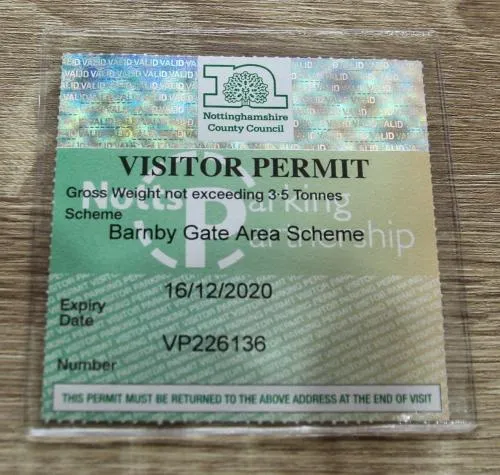 VALID VALID VALID VALID VALID VALID
Nottinghamshire
County Council
VISITOR PERMIT
Gross Weight not exceeding 3·5 Tonnes
Notts Parking
Partnership
Scheme
Barnby Gate Area Scheme
Expiry
Date
16/12/2020
Number
VP226136
THIS PERMIT MUST BE RETURNED TO THE ABOVE ADDRESS AT THE END OF VISIT